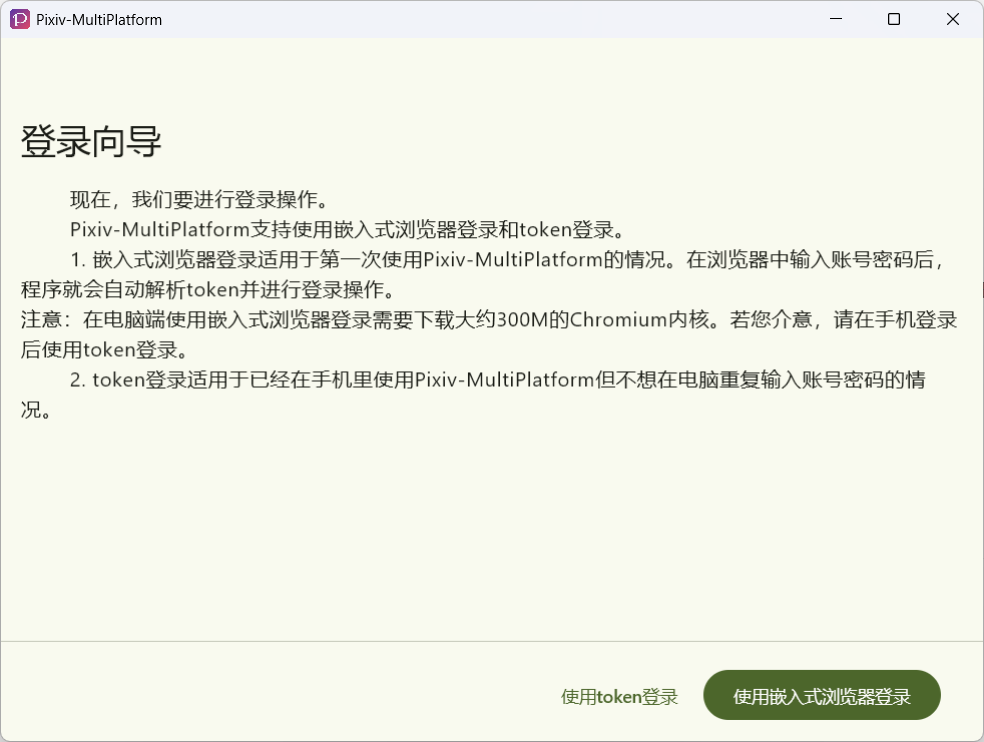 Pixiv-MultiPlatform
登录向导
现在，我们要进行登录操作。
Pixiv-MultiPlatform支持使用嵌入式浏览器登录和token登录。
1. 嵌入式浏览器登录适用于第一次使用Pixiv-MultiPlatform的情况。在浏览器中输入账号密码后，
程序就会自动解析token并进行登录操作。
注意：在电脑端使用嵌入式浏览器登录需要下载大约300M的Chromium内核。若您介意，请在手机登录
后使用token登录。
2. token登录适用于已经在手机里使用Pixiv-MultiPlatform但不想在电脑重复输入账号密码的情
况。
使用token登录
使用嵌入式浏览器登录